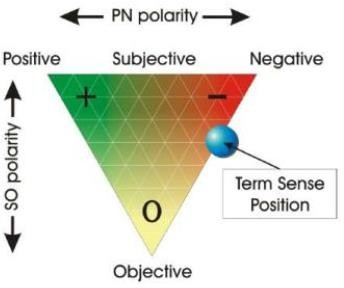 PN polarity
Positive Subjective Negative
+ −
SO polarity
O
Term Sense
Position
Objective